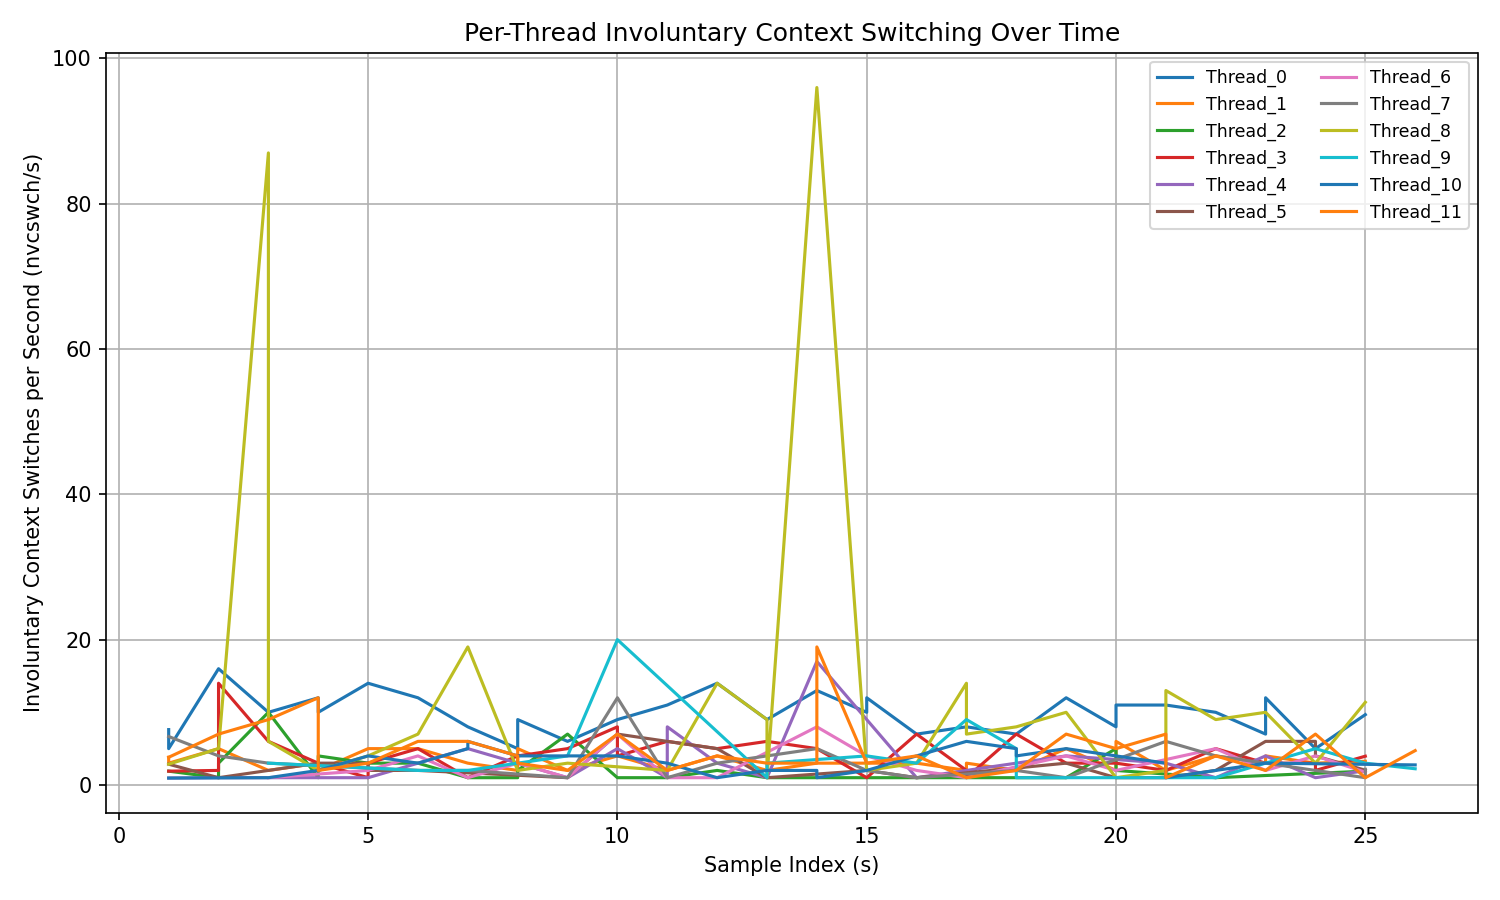 Per-Thread Involuntary Context Switching Over Time
Involuntary Context Switches per Second (nvcswch/s)
100
80
60
40
20
0
Thread_0
Thread_1
Thread_2
Thread_3
Thread_4
Thread_5
Thread_6
Thread_7
Thread_8
Thread_9
Thread_10
Thread_11
0 5 10 15 20 25
Sample Index (s)